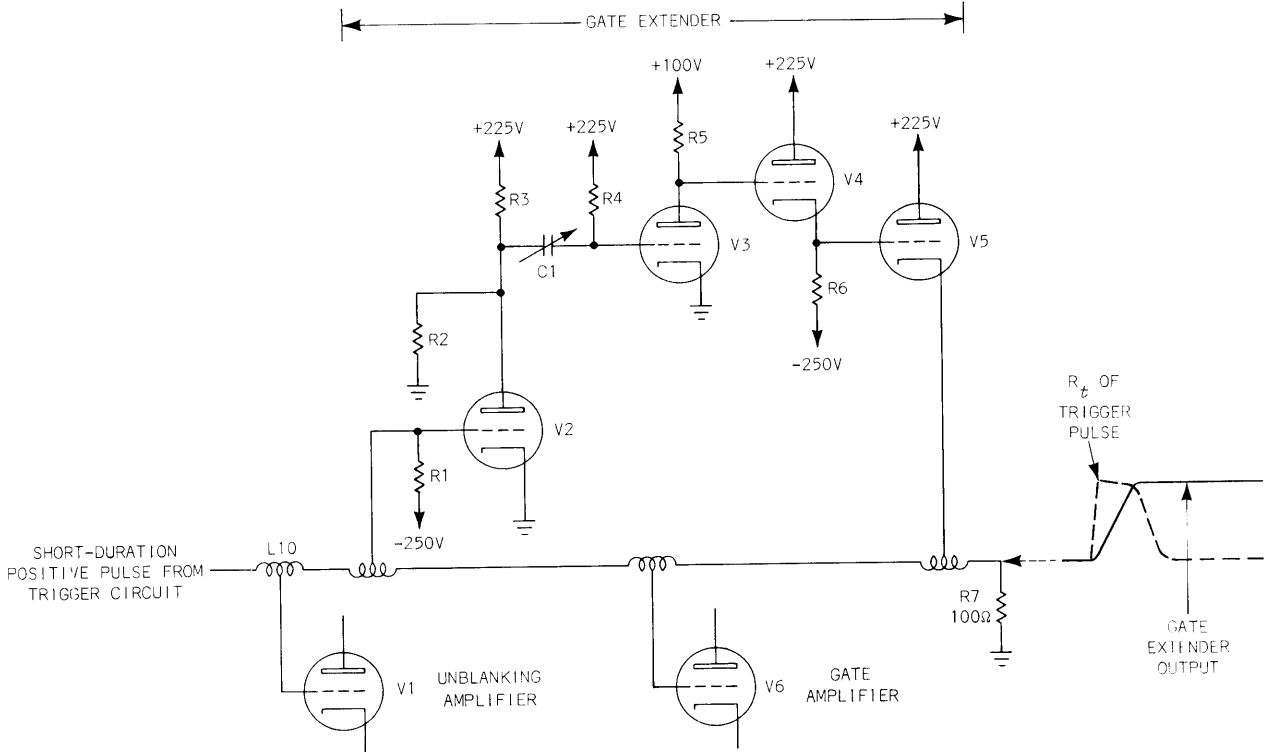 GATE EXTENDER
+100V
+225V
+225V
+225V
+225V
R5
V4
R3
R4
V3
V5
C1
R6
R2
-250V
V2
R1
-250V
R_t OF
TRIGGER
PULSE
SHORT-DURATION
POSITIVE PULSE FROM
TRIGGER CIRCUIT
L10
R7
100Ω
GATE
EXTENDER
OUTPUT
V1
UNBLANKING
AMPLIFIER
V6
GATE
AMPLIFIER